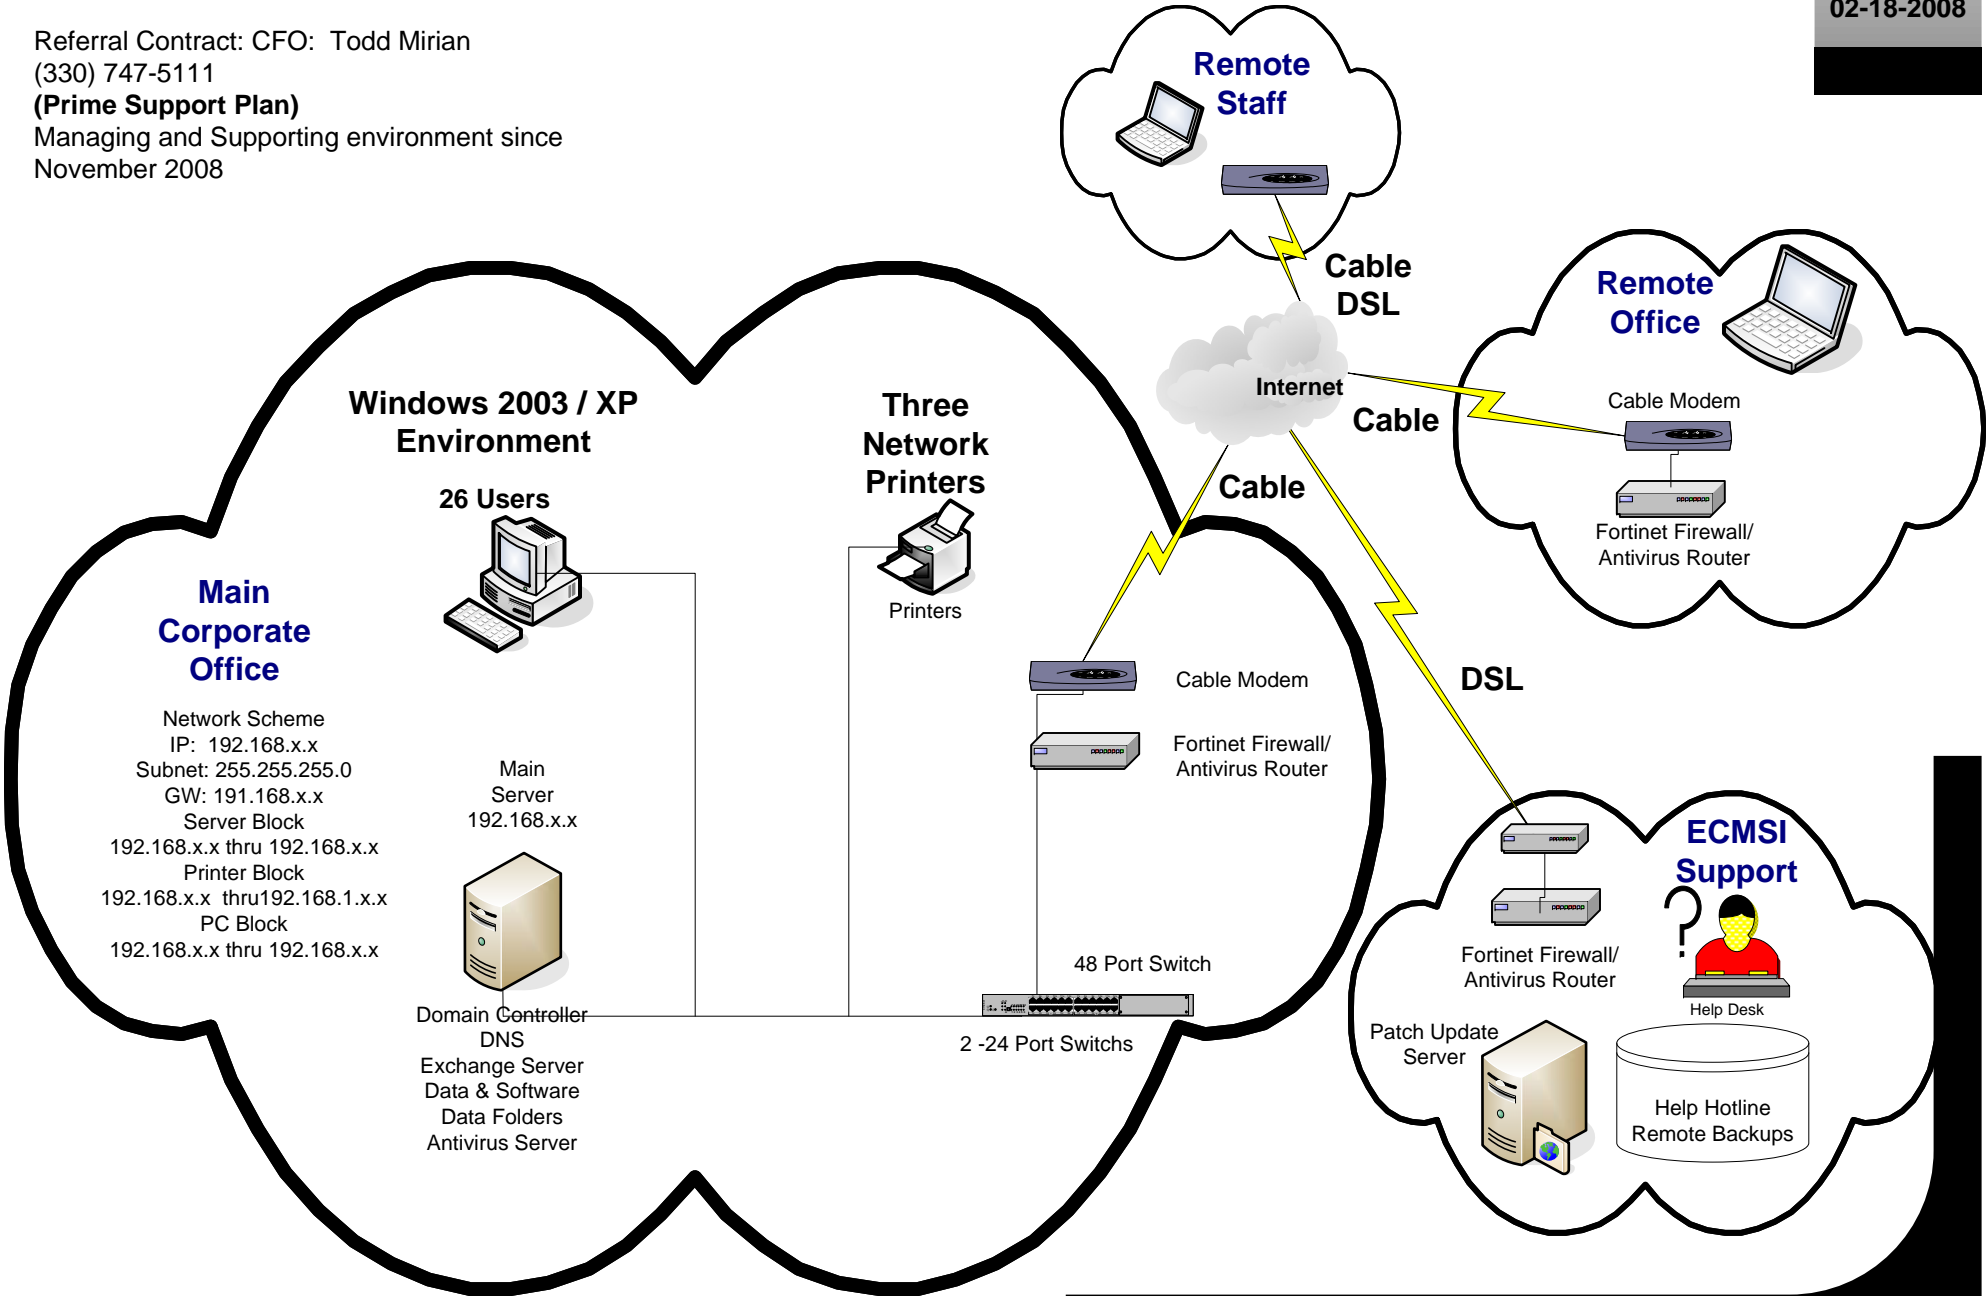 02-18-2008
Referral Contract: CFO:  Todd Mirian
(330) 747-5111
(Prime Support Plan)
Managing and Supporting environment since
November 2008
Remote
Staff
Cable
DSL
Remote
Office
Internet
Cable
Cable Modem
Fortinet Firewall/
Antivirus Router
Windows 2003 / XP
Environment
26 Users
Three
Network
Printers
Printers
Cable
Main
Corporate
Office
Network Scheme
IP:  192.168.x.x
Subnet: 255.255.255.0
GW: 191.168.x.x
Server Block
192.168.x.x thru 192.168.x.x
Printer Block
192.168.x.x  thru192.168.1.x.x
PC Block
192.168.x.x thru 192.168.x.x
Main
Server
192.168.x.x
Domain Controller
DNS
Exchange Server
Data & Software
Data Folders
Antivirus Server
Cable Modem
Fortinet Firewall/
Antivirus Router
48 Port Switch
2 -24 Port Switchs
DSL
ECMSI
Support
Fortinet Firewall/
Antivirus Router
Help Desk
Patch Update
Server
Help Hotline
Remote Backups